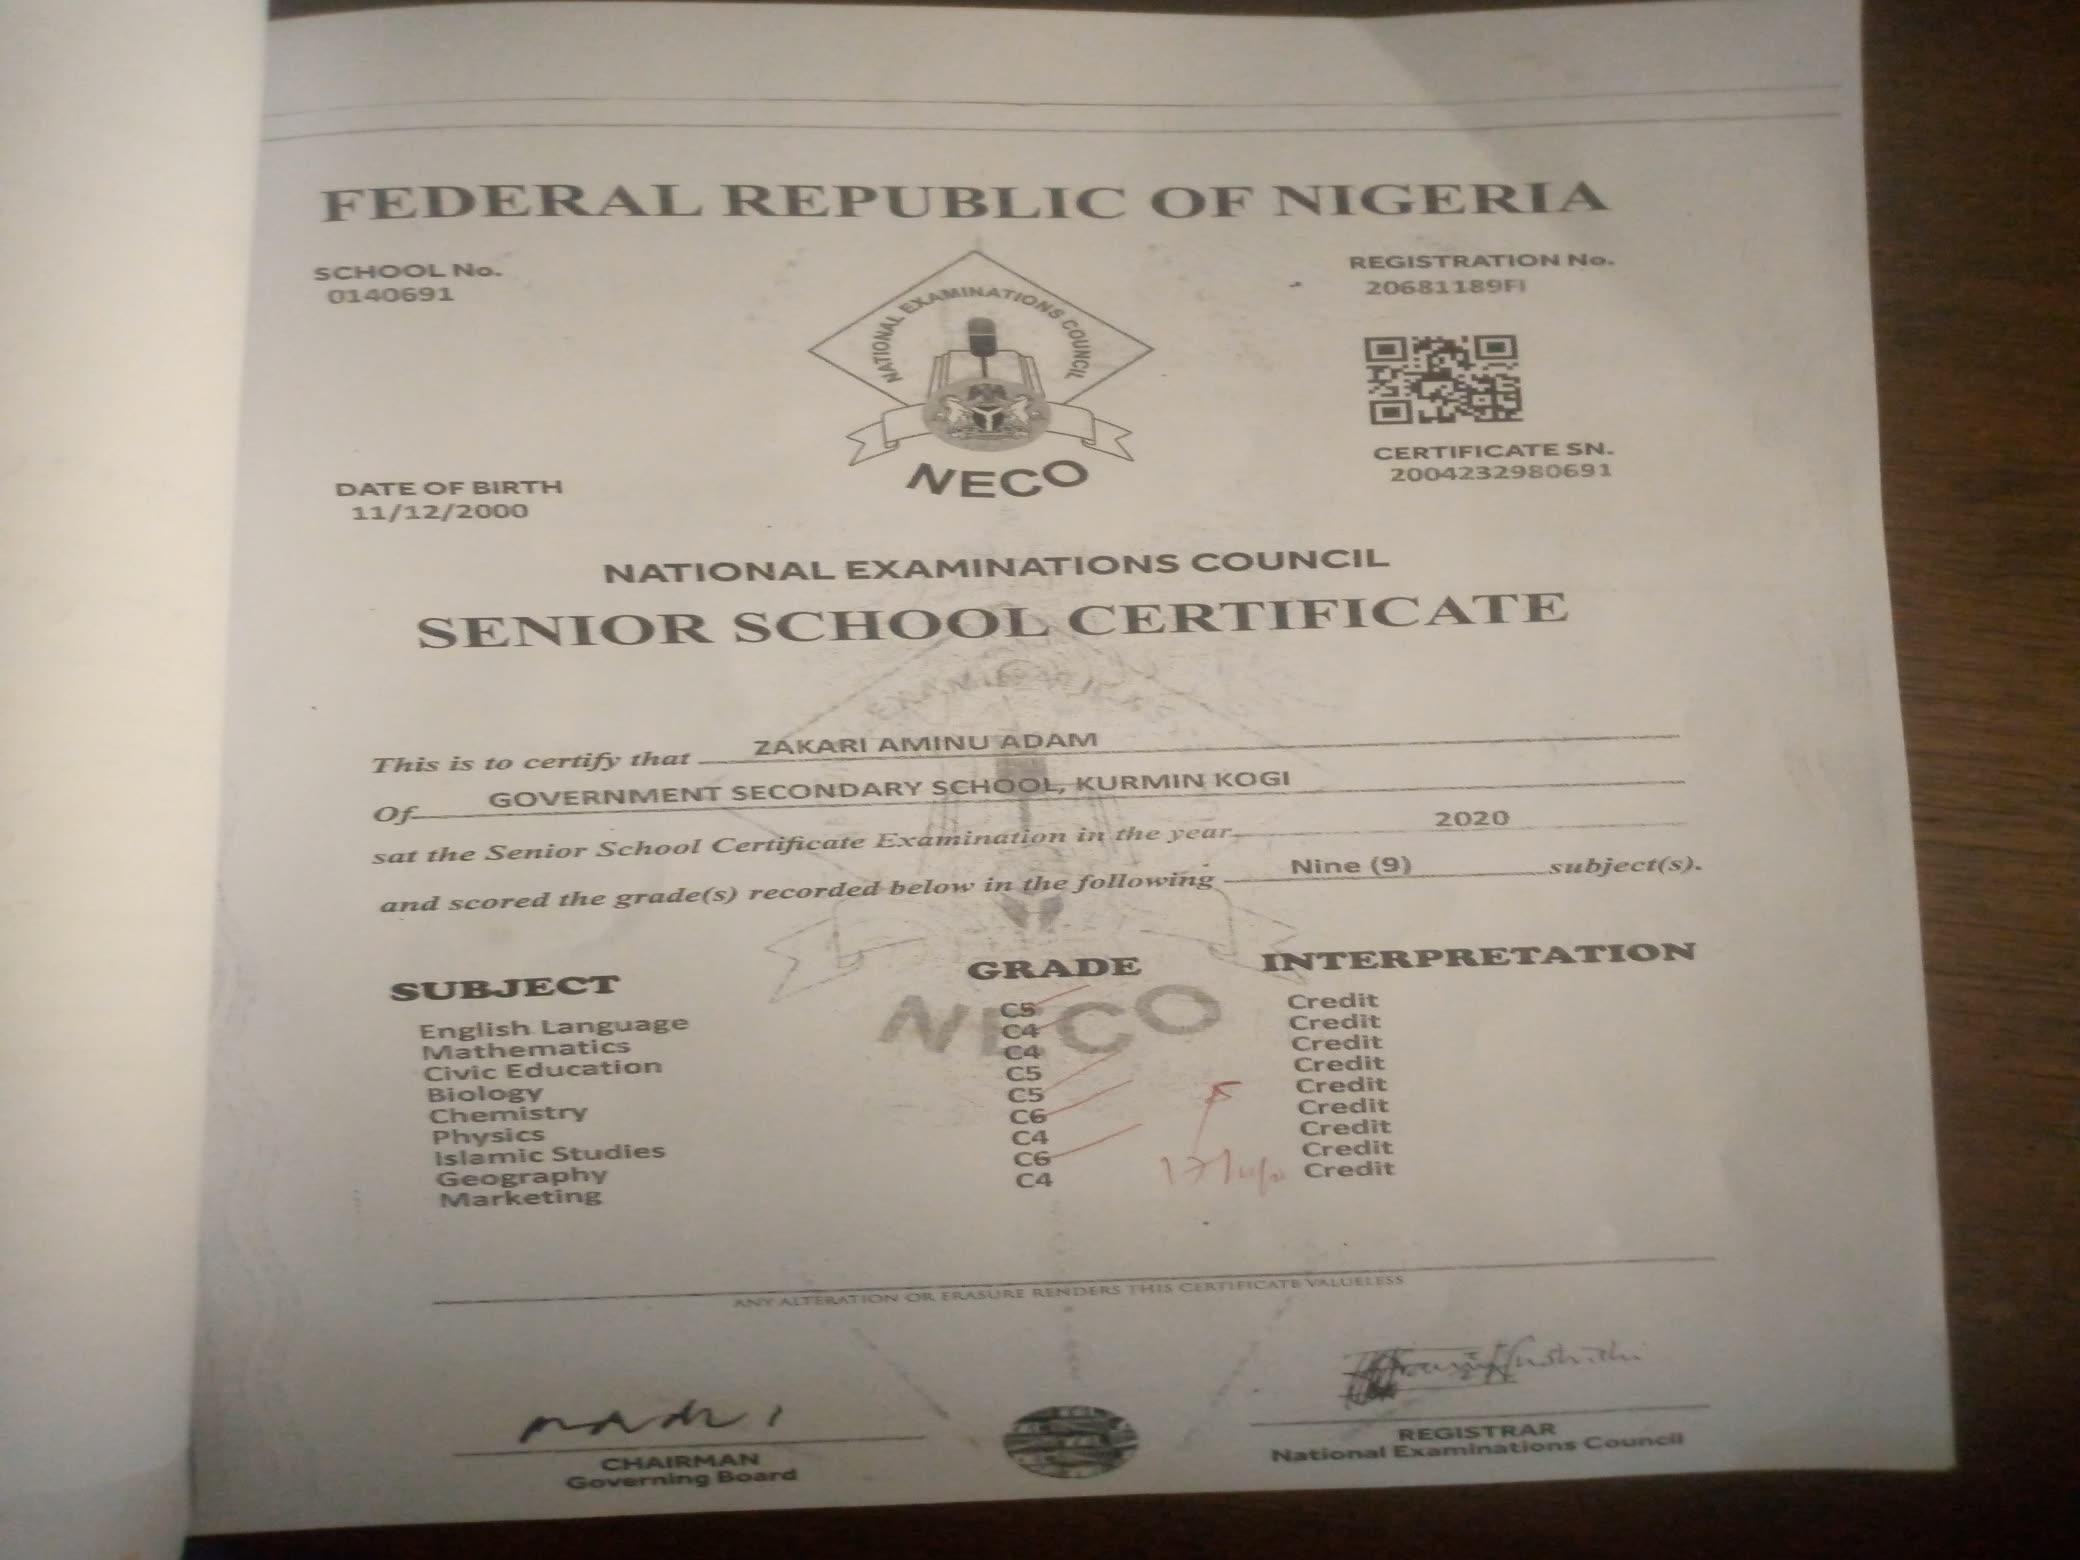 FEDERAL REPUBLIC OF NIGERIA
SCHOOL No.
0140691
REGISTRATION No.
20681189FI
NATIONAL EXAMINATIONS COUNCIL
NECO
CERTIFICATE SN.
2004232980691
DATE OF BIRTH
11/12/2000
NATIONAL EXAMINATIONS COUNCIL
SENIOR SCHOOL CERTIFICATE
This is to certify that ZAKARI AMINU ADAM
Of GOVERNMENT SECONDARY SCHOOL, KURMIN KOGI
sat the Senior School Certificate Examination in the year 2020
and scored the grade(s) recorded below in the following Nine (9) subject(s).
SUBJECT GRADE INTERPRETATION
English Language C5 Credit
Mathematics C4 Credit
Civic Education C4 Credit
Biology C5 Credit
Chemistry C5 Credit
Physics C6 Credit
Islamic Studies C4 Credit
Geography C6 Credit
Marketing C4 Credit
NECO
ANY ALTERATION OR ERASURE RENDERS THIS CERTIFICATE VALUELESS
CHAIRMAN
Governing Board
REGISTRAR
National Examinations Council